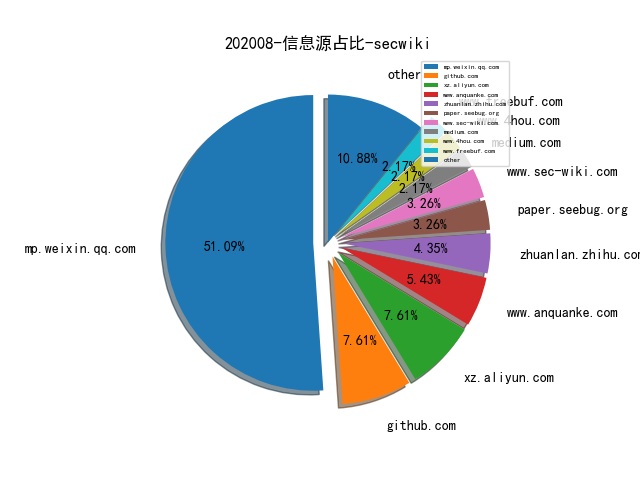 202008-信息源占比-secwiki
other
mp.weixin.qq.com
github.com
xz.aliyun.com
www.anquanke.com
zhuanlan.zhihu.com
paper.seebug.org
www.sec-wiki.com
medium.com
www.4hou.com
www.freebuf.com
other
www.freebuf.com
www.4hou.com
medium.com
www.sec-wiki.com
paper.seebug.org
zhuanlan.zhihu.co
www.anquanke.com
xz.aliyun.com
github.com
mp.weixin.qq.com
10.88%
2.17%
2.17%
2.17%
3.26%
3.26%
4.35%
5.43%
7.61%
7.61%
51.09%